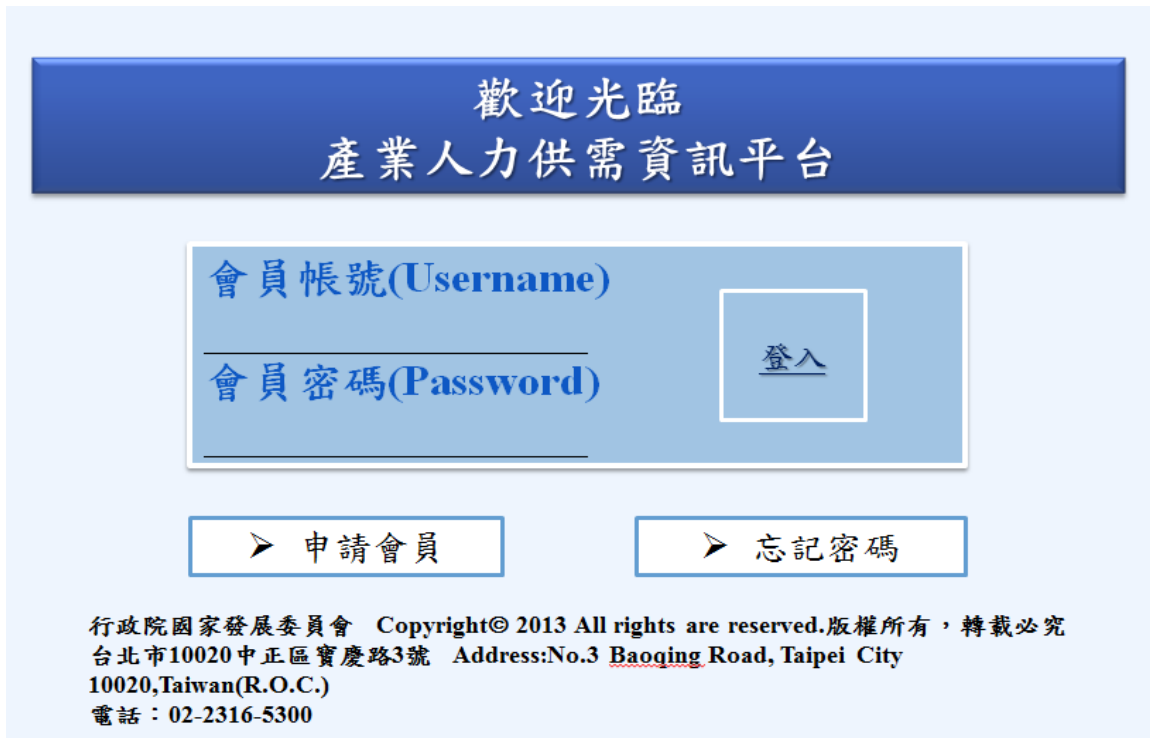 歡迎光臨
產業人力供需資訊平台
會員帳號(Username)
會員密碼(Password)
登入
➢ 申請會員
➢ 忘記密碼
行政院國家發展委員會 Copyright© 2013 All rights are reserved.版權所有，轉載必究
台北市10020中正區寶慶路3號 Address:No.3 Baoqing Road, Taipei City
10020,Taiwan(R.O.C.)
電話：02-2316-5300